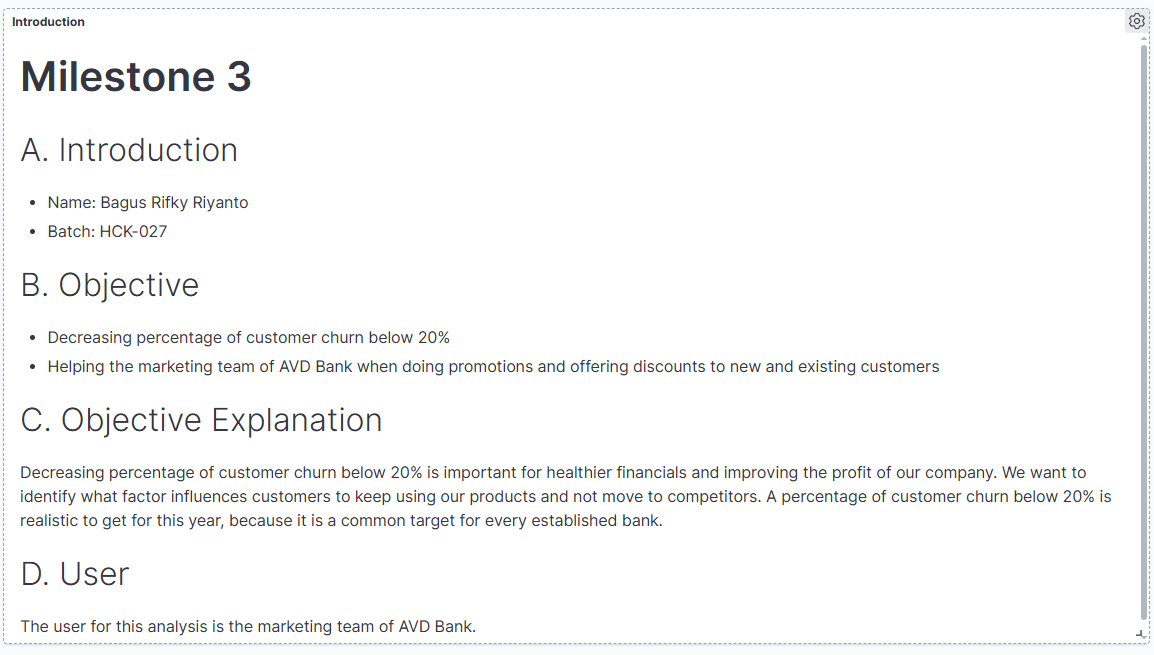 Introduction
Milestone 3
A. Introduction
• Name: Bagus Rifky Riyanto
• Batch: HCK-027
B. Objective
• Decreasing percentage of customer churn below 20%
• Helping the marketing team of AVD Bank when doing promotions and offering discounts to new and existing customers
C. Objective Explanation
Decreasing percentage of customer churn below 20% is important for healthier financials and improving the profit of our company. We want to
identify what factor influences customers to keep using our products and not move to competitors. A percentage of customer churn below 20% is
realistic to get for this year, because it is a common target for every established bank.
D. User
The user for this analysis is the marketing team of AVD Bank.